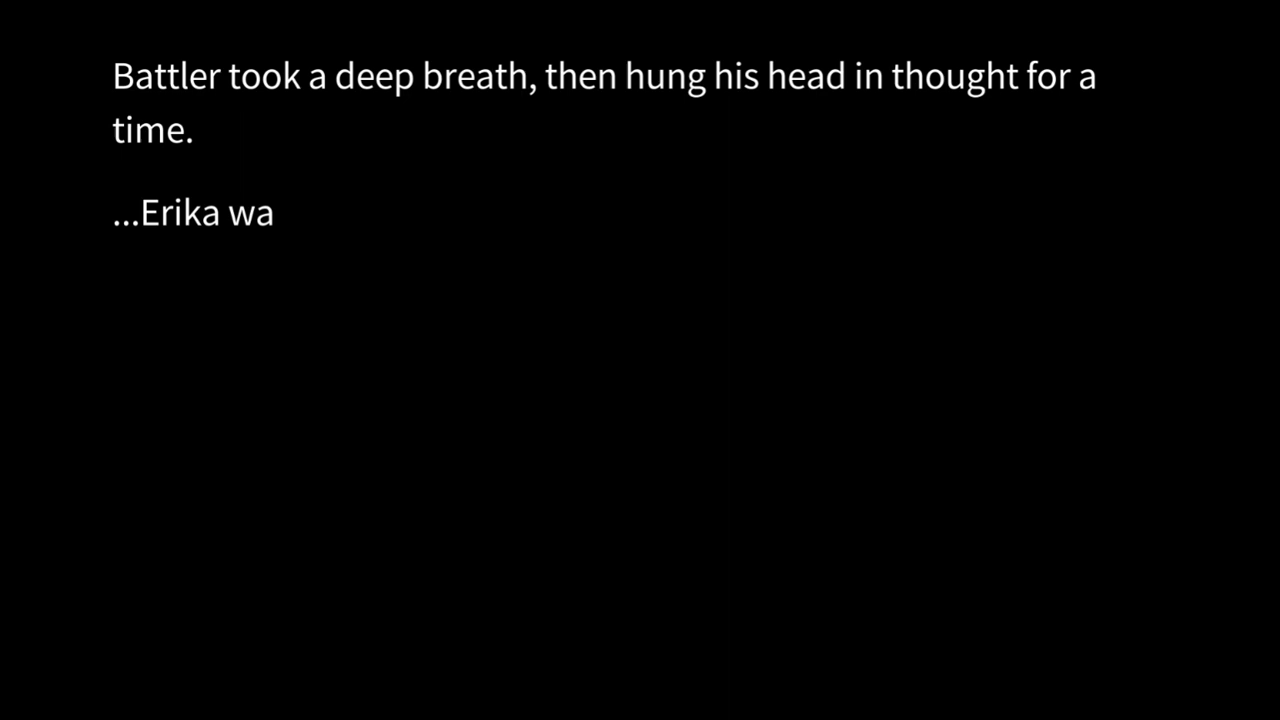 Battler took a deep breath, then hung his head in thought for a
time.
...Erika wa